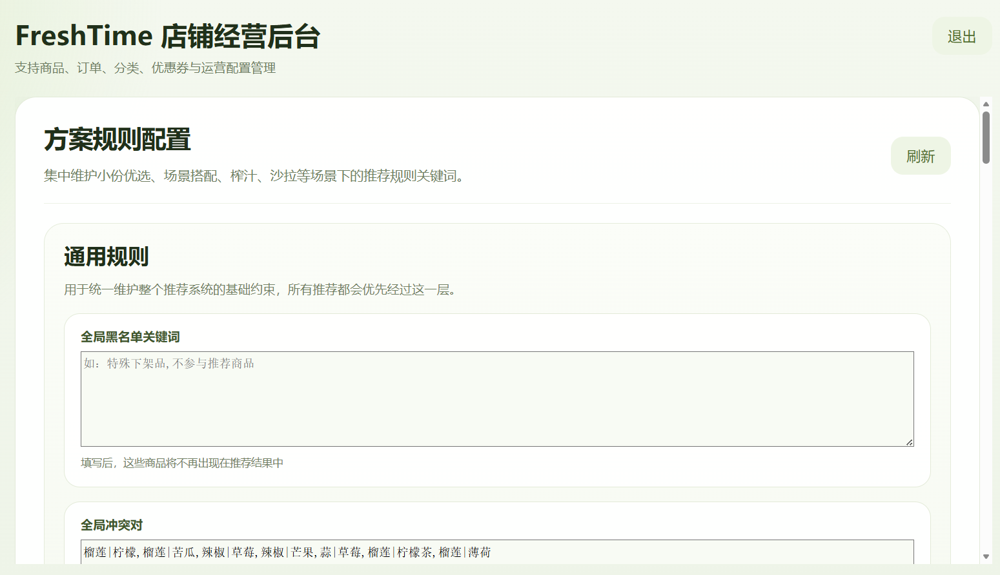 FreshTime 店铺经营后台
退出
支持商品、订单、分类、优惠券与运营配置管理
方案规则配置
刷新
集中维护小份优选、场景搭配、榨汁、沙拉等场景下的推荐规则关键词。
通用规则
用于统一维护整个推荐系统的基础约束，所有推荐都会优先经过这一层。
全局黑名单关键词
如：特殊下架品,不参与推荐商品
填写后，这些商品将不再出现在推荐结果中
全局冲突对
榴莲|柠檬,榴莲|苦瓜,辣椒|草莓,辣椒|芒果,蒜|草莓,榴莲|柠檬茶,榴莲|薄荷